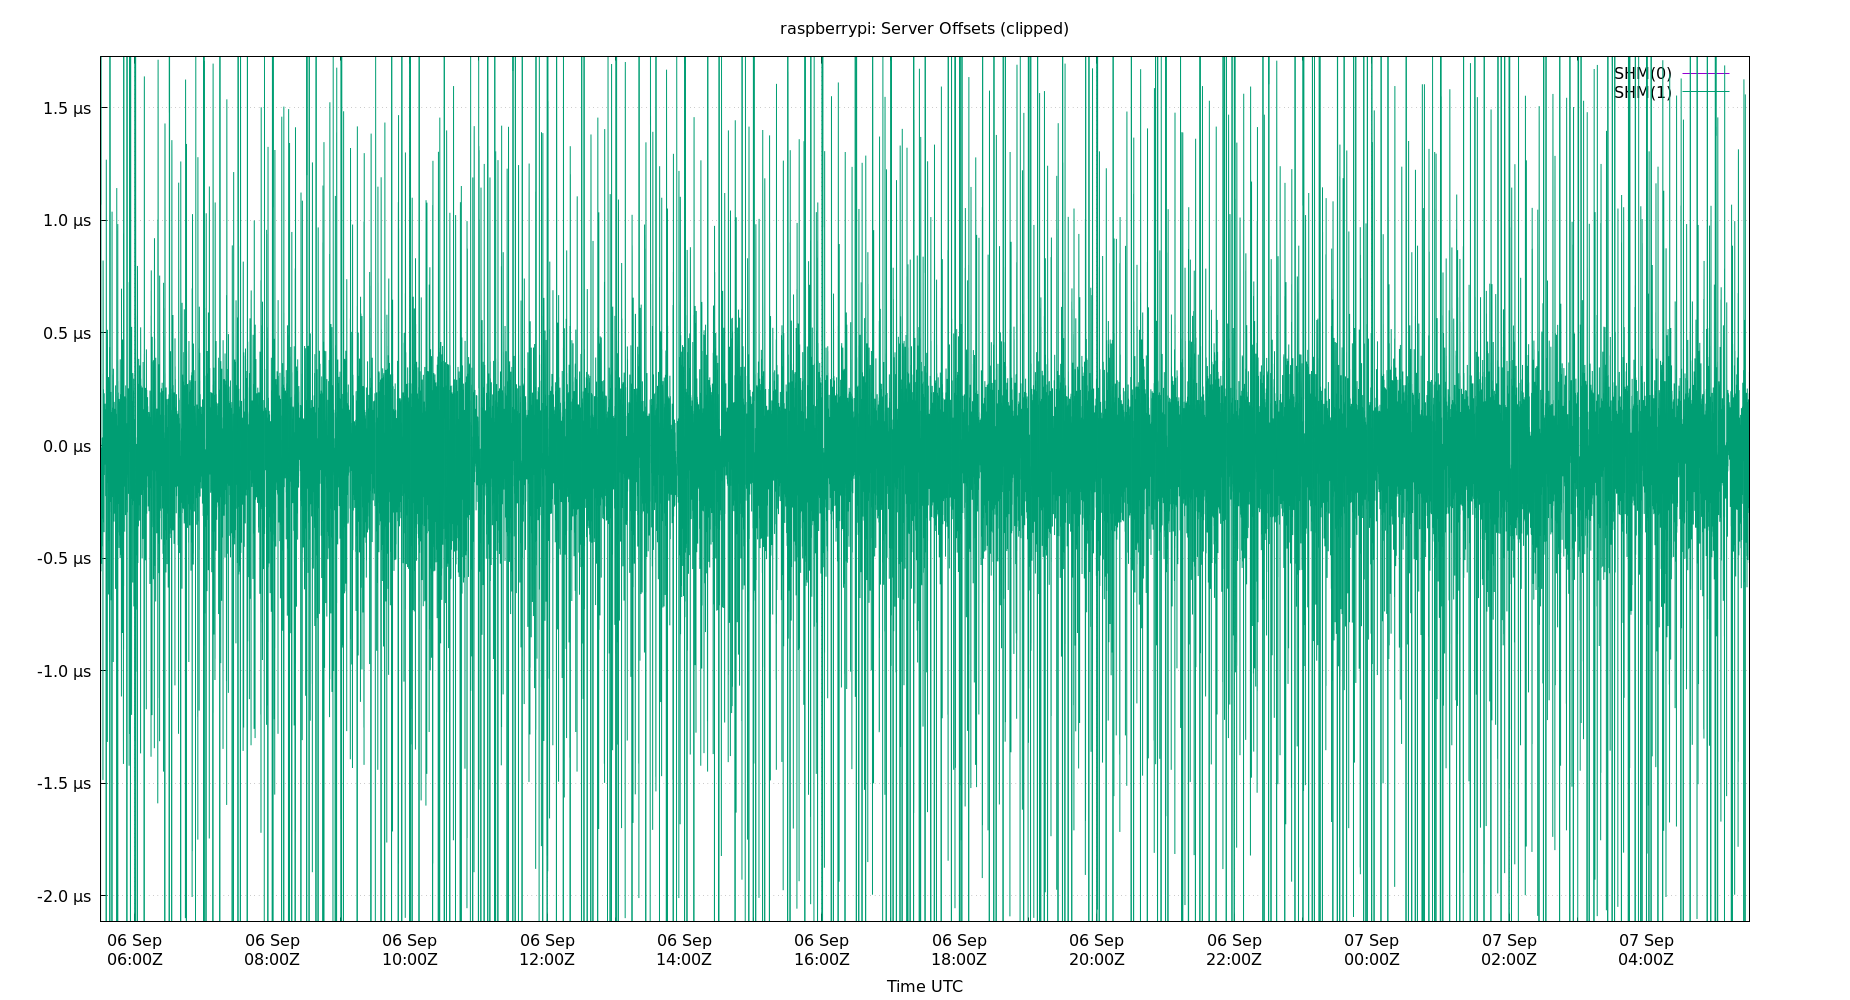 raspberrypi: Server Offsets (clipped)
SHM(0)
SHM(1)
1.5 μs
1.0 μs
0.5 μs
0.0 μs
-0.5 μs
-1.0 μs
-1.5 μs
-2.0 μs
06 Sep 06 Sep 06 Sep 06 Sep 06 Sep 06 Sep 06 Sep 06 Sep 06 Sep 07 Sep 07 Sep 07 Sep
06:00Z 08:00Z 10:00Z 12:00Z 14:00Z 16:00Z 18:00Z 20:00Z 22:00Z 00:00Z 02:00Z 04:00Z
Time UTC